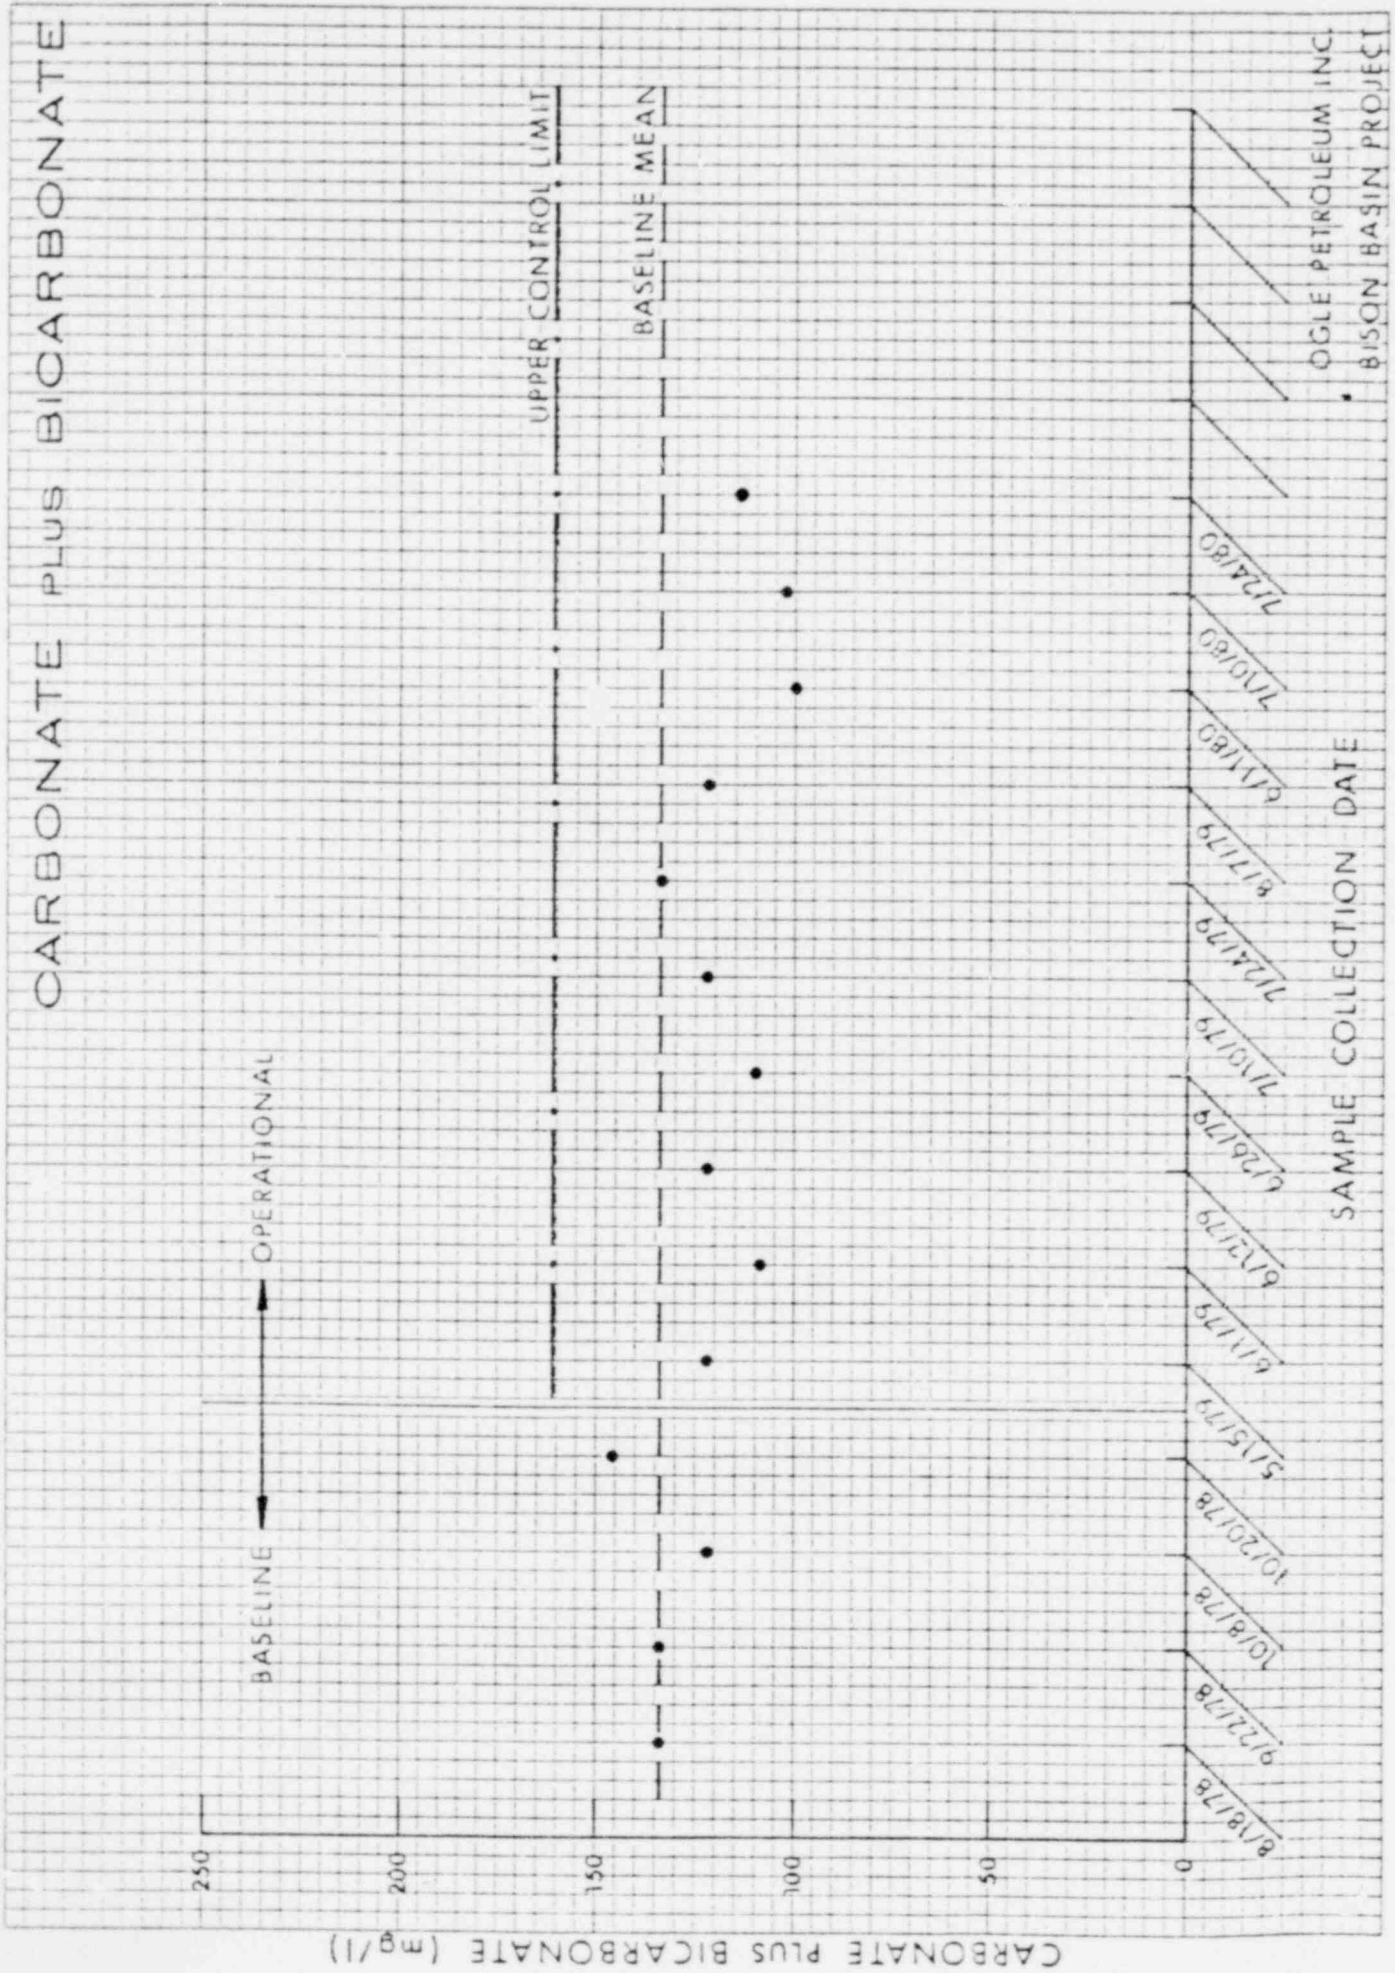 CARBONATE PLUS BICARBONATE
BASELINE
OPERATIONAL
UPPER CONTROL LIMIT
BASELINE MEAN
CARBONATE PLUS BICARBONATE (mg/l)
250
200
150
100
50
0
8/18/78
9/22/78
10/8/78
10/20/78
5/15/79
6/1/79
6/12/79
6/26/79
7/10/79
7/24/79
8/7/79
6/11/80
7/10/80
7/24/80
SAMPLE COLLECTION DATE
OGLE PETROLEUM INC.
BISON BASIN PROJECT